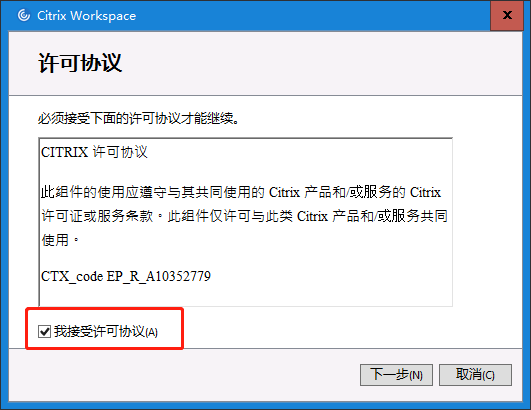 Citrix Workspace
许可协议
必须接受下面的许可协议才能继续。
CITRIX 许可协议
此组件的使用应遵守与其共同使用的 Citrix 产品和/或服务的 Citrix
许可证或服务条款。此组件仅许可与此类 Citrix 产品和/或服务共同
使用。
CTX_code EP_R_A10352779
我接受许可协议(A)
下一步(N) 取消(C)